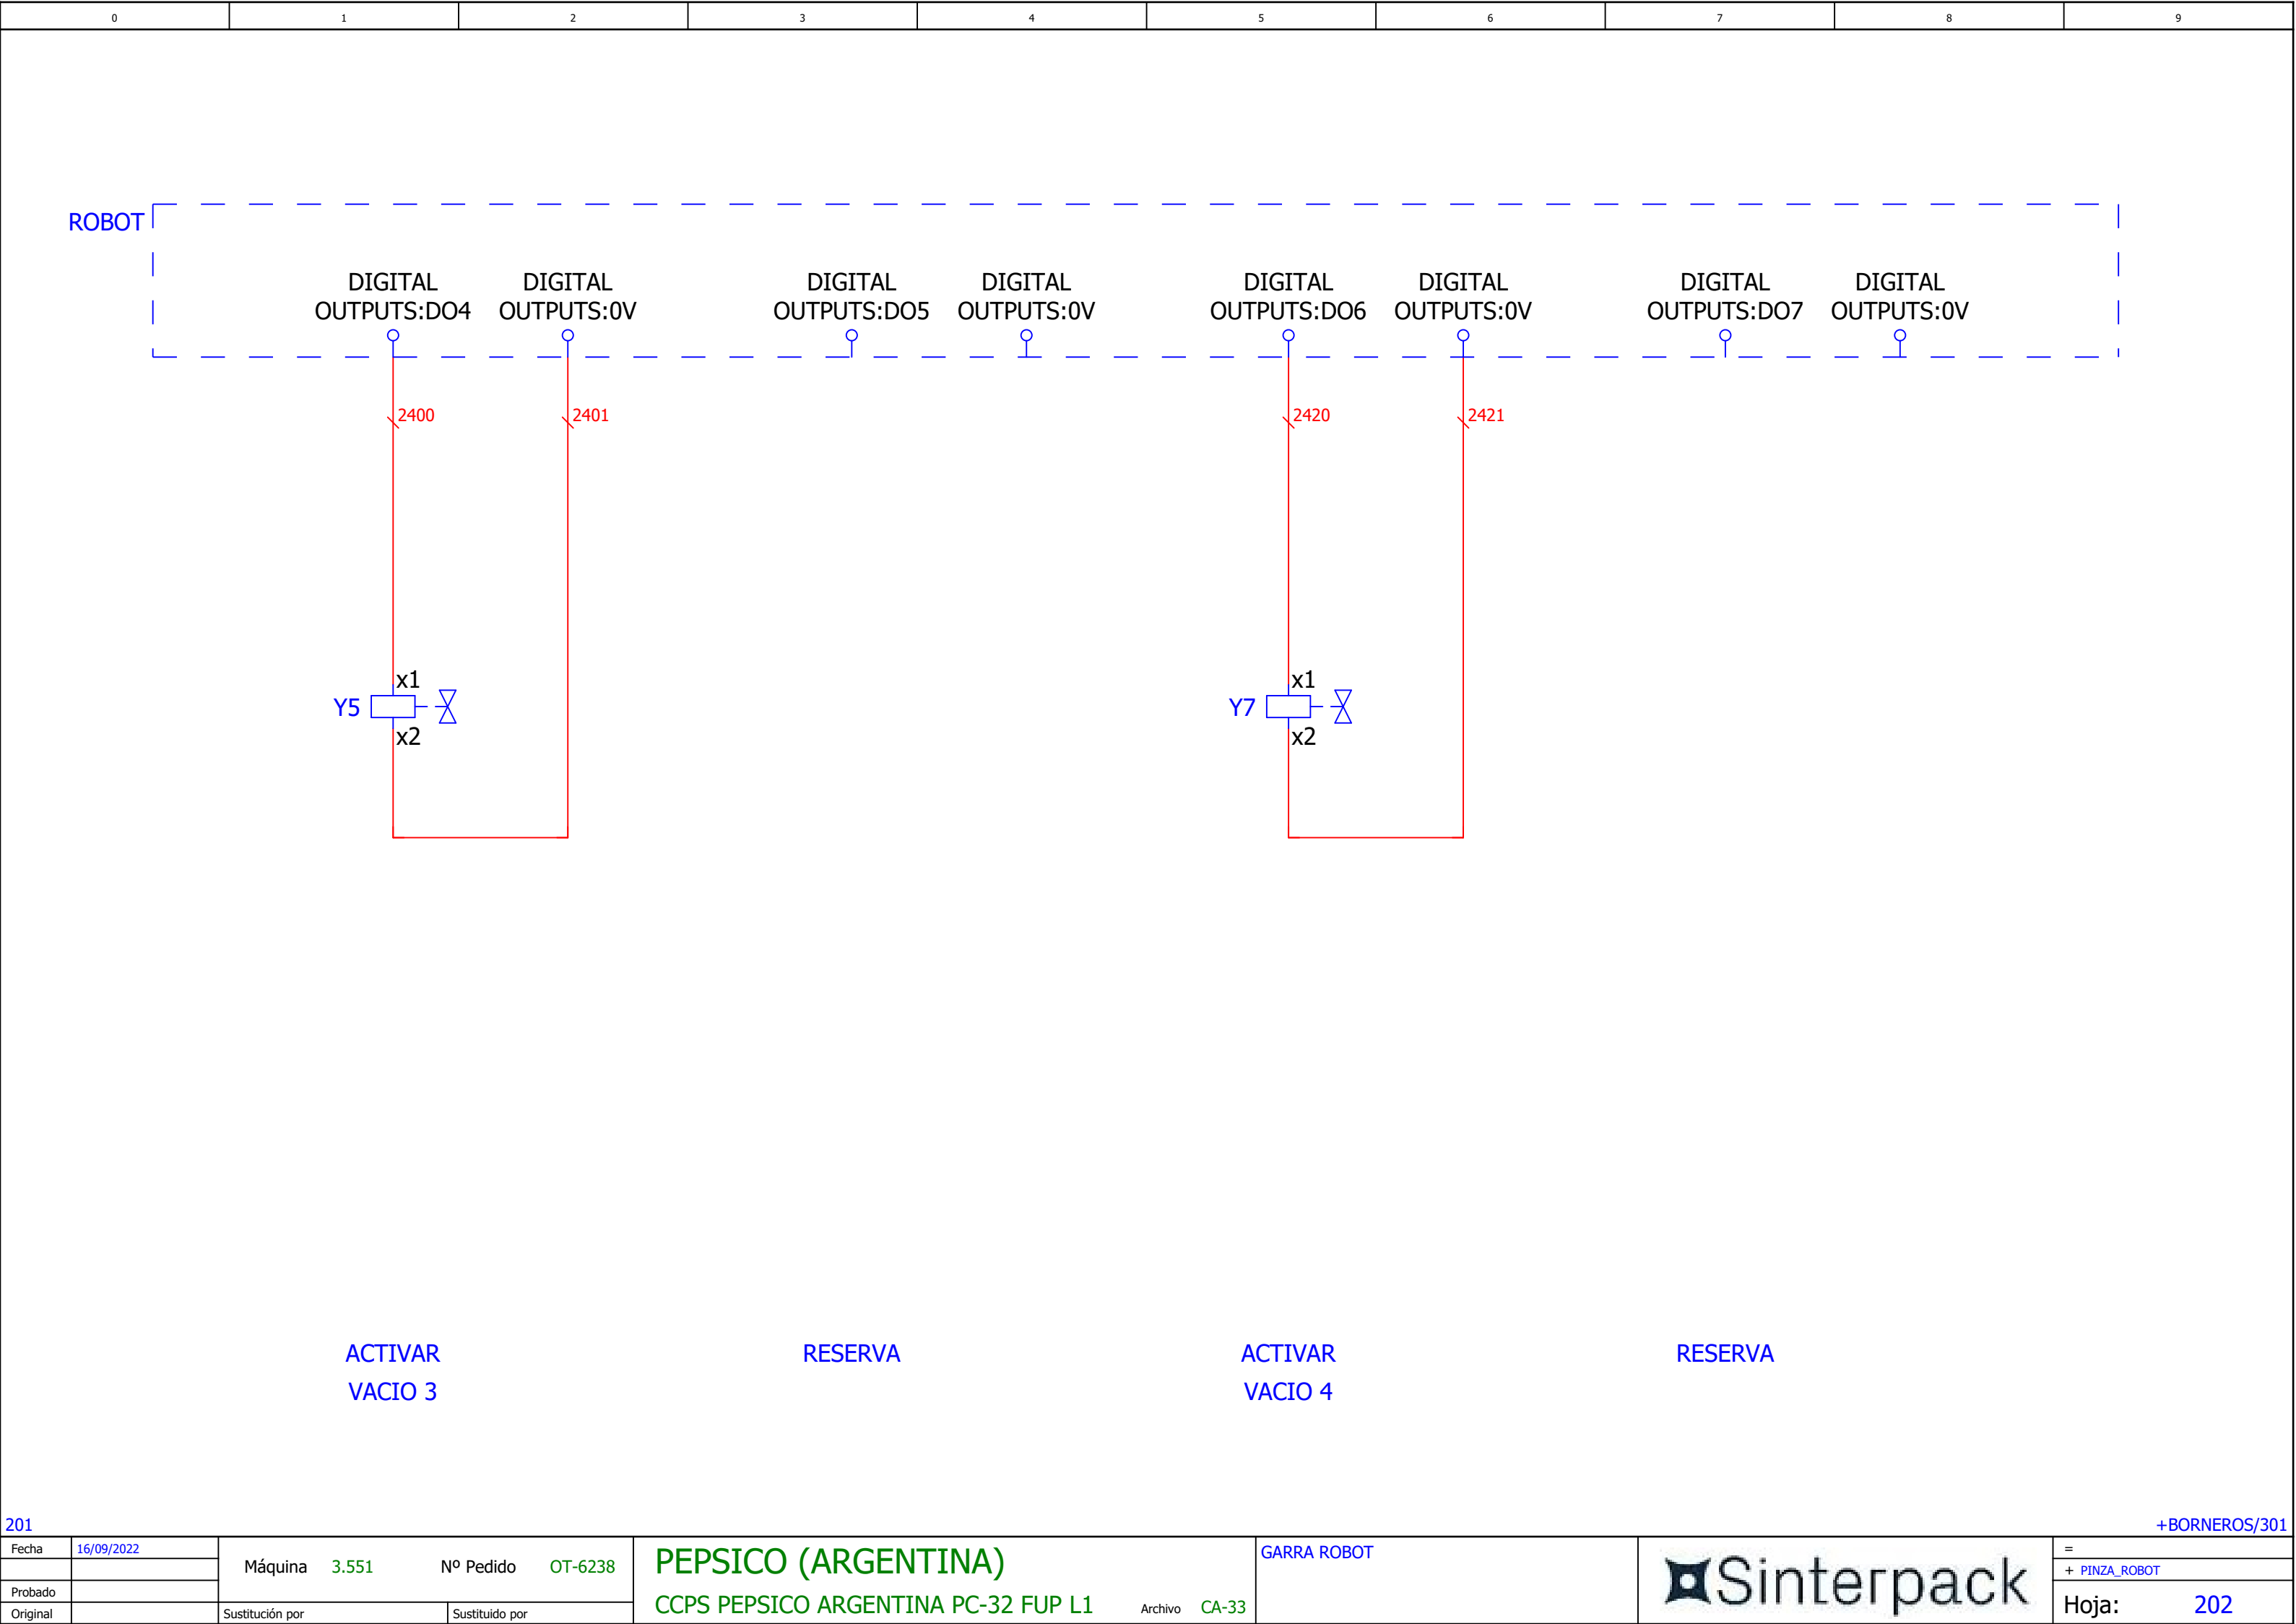 0 1 2 3 4 5 6 7 8 9
ROBOT
DIGITAL DIGITAL DIGITAL DIGITAL DIGITAL DIGITAL DIGITAL DIGITAL
OUTPUTS:DO4 OUTPUTS:0V OUTPUTS:DO5 OUTPUTS:0V OUTPUTS:DO6 OUTPUTS:0V OUTPUTS:DO7 OUTPUTS:0V
2400 2401 2420 2421
x1 x1
Y5 Y7
x2 x2
ACTIVAR RESERVA ACTIVAR RESERVA
VACIO 3 VACIO 4
201 +BORNEROS/301
Fecha 16/09/2022
Máquina 3.551 Nº Pedido OT-6238
Probado
Original
Sustitución por Sustituido por
PEPSICO (ARGENTINA)
CCPS PEPSICO ARGENTINA PC-32 FUP L1 Archivo CA-33
GARRA ROBOT
Sinterpack
=
+ PINZA_ROBOT
Hoja: 202